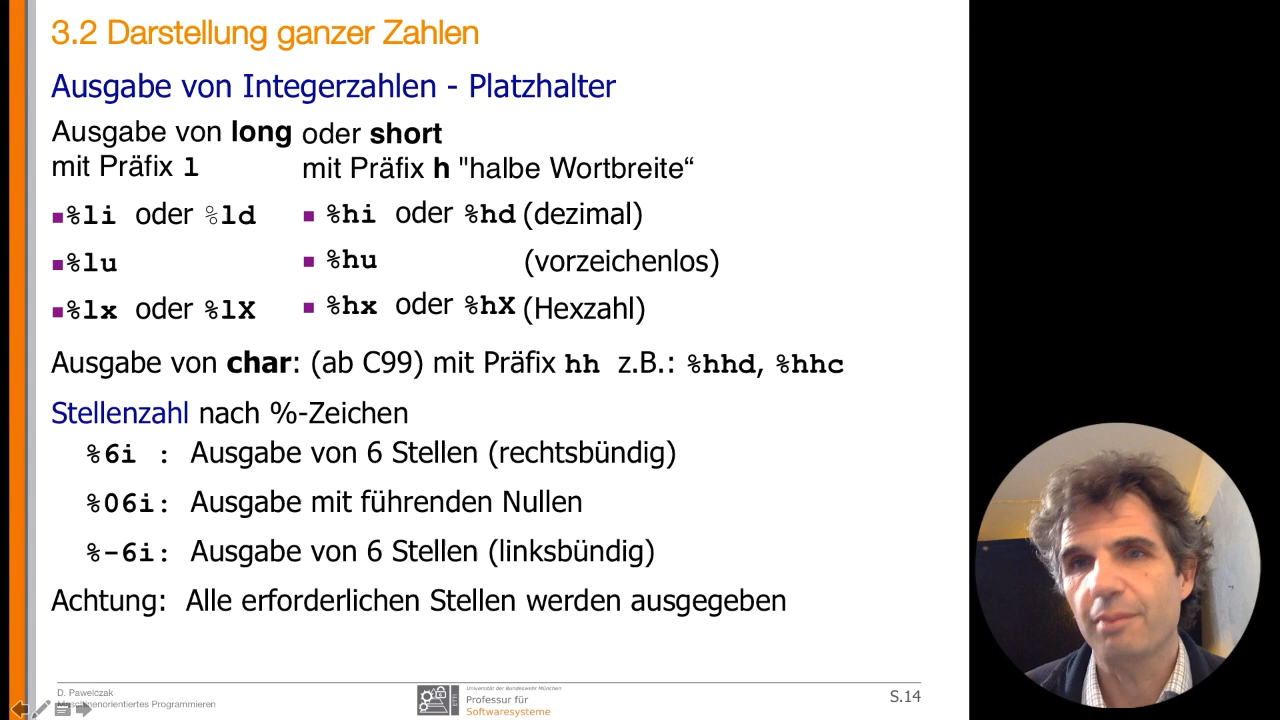 3.2 Darstellung ganzer Zahlen
Ausgabe von Integerzahlen - Platzhalter
Ausgabe von long oder short
mit Präfix l mit Präfix h "halbe Wortbreite“
%li oder %ld %hi oder %hd (dezimal)
%lu %hu (vorzeichenlos)
%lx oder %lX %hx oder %hX (Hexzahl)
Ausgabe von char: (ab C99) mit Präfix hh z.B.: %hhd, %hhc
Stellenzahl nach %-Zeichen
%6i : Ausgabe von 6 Stellen (rechtsbündig)
%06i: Ausgabe mit führenden Nullen
%-6i: Ausgabe von 6 Stellen (linksbündig)
Achtung: Alle erforderlichen Stellen werden ausgegeben
D. Pawelczak
Maschinenorientiertes Programmieren
ETTI
Universität der Bundeswehr München
Professur für
Softwaresysteme
S.14